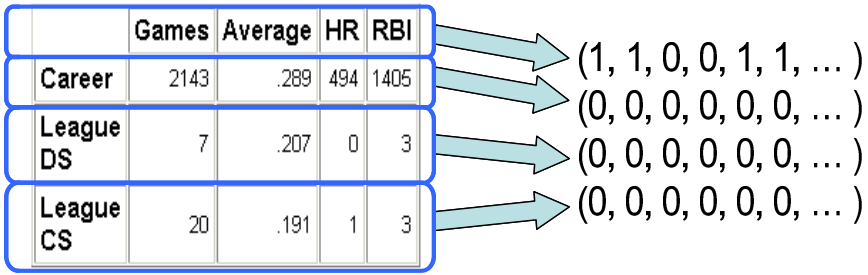 Games Average HR RBI
(1, 1, 0, 0, 1, 1, … )
Career 2143 .289 494 1405
(0, 0, 0, 0, 0, 0, … )
League
DS 7 .207 0 3
(0, 0, 0, 0, 0, 0, … )
League
CS 20 .191 1 3
(0, 0, 0, 0, 0, 0, … )